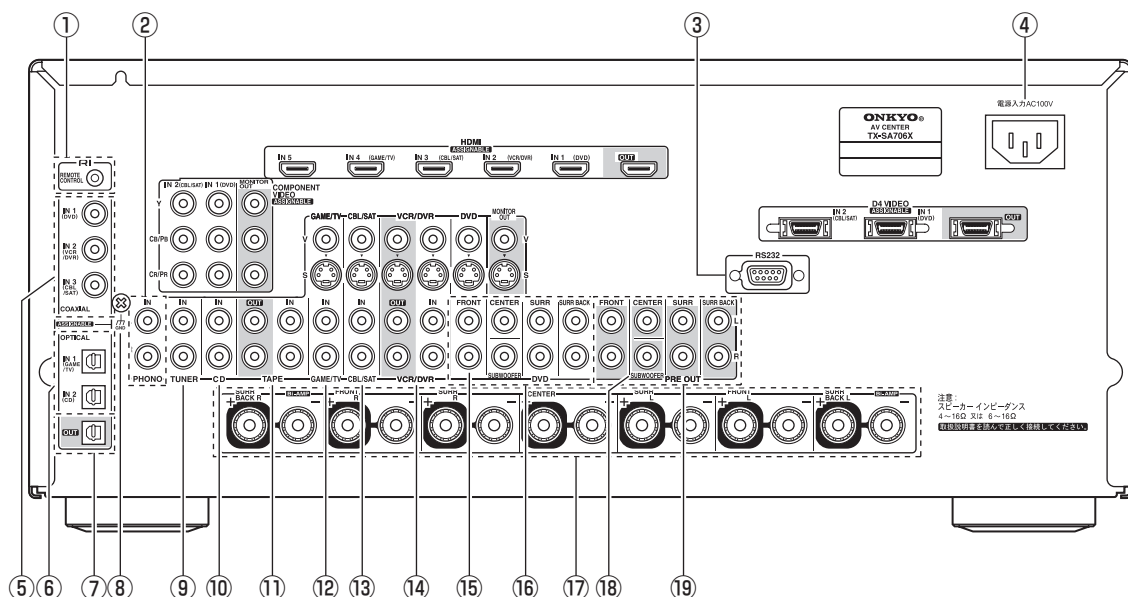 ① ② ③ ④
電源入力AC100V
ONKYO®
AV CENTER
TX-SA706X
HDMI
ASSIGNABLE
IN 5 IN 4 (GAME/TV) IN 3 (CBL/SAT) IN 2 (VCR/DVR) IN 1 (DVD) OUT
RI
REMOTE CONTROL
IN 2 (CBL/SAT) IN 1 (DVD) MONITOR OUT
COMPONENT VIDEO
ASSIGNABLE
Y
CB/PB
CR/PR
IN 1 (DVD)
IN 2 (VCR/DVR)
IN 3 (CBL/SAT)
COAXIAL
ASSIGNABLE
GND
GAME/TV CBL/SAT VCR/DVR DVD MONITOR OUT
V V
S S
D4 VIDEO
ASSIGNABLE
IN 2 (CBL/SAT) IN 1 (DVD) OUT
RS232
IN IN IN OUT IN IN IN OUT IN FRONT CENTER SURR SURR BACK FRONT CENTER SURR SURR BACK
L
R
OPTICAL
IN 1 (GAME/TV)
IN 2 (CD)
OUT
SUBWOOFER SUBWOOFER
PHONO TUNER CD TAPE GAME/TV CBL/SAT VCR/DVR DVD PRE OUT
SURR BACK R BI-AMP FRONT R SURR R CENTER SURR L FRONT L SURR BACK L BI-AMP
+ − + − + − + − + − + − + −
注意:
スピーカー インピーダンス
4～16Ω 又は 6～16Ω
取扱説明書を読んで正しく接続してください。
⑤ ⑥ ⑦ ⑧ ⑨ ⑩ ⑪ ⑫ ⑬ ⑭ ⑮ ⑯ ⑰ ⑱ ⑲